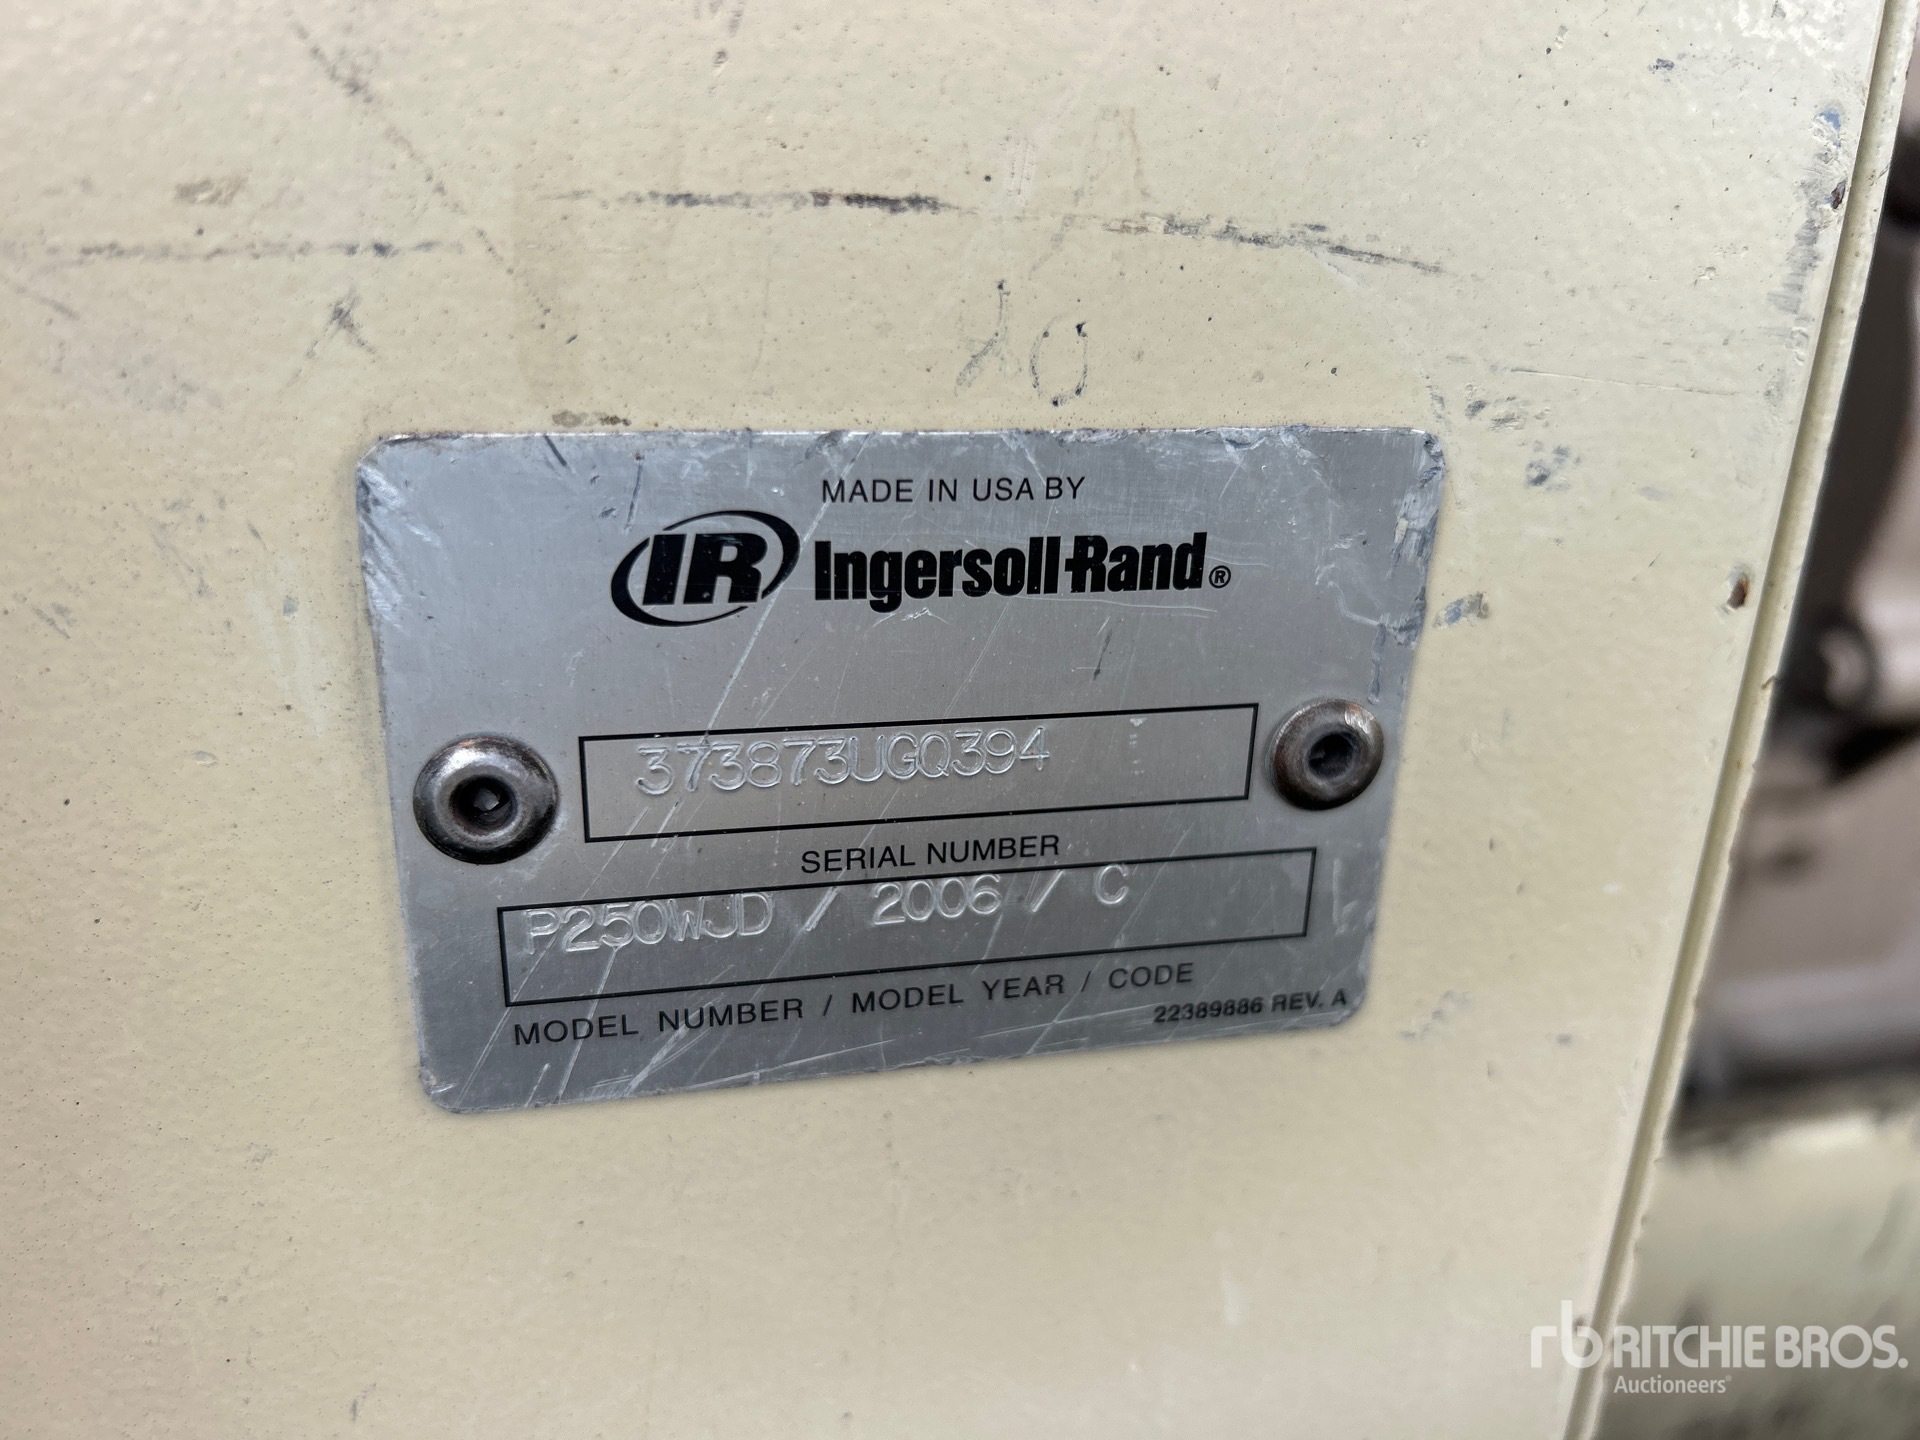 MADE IN USA BY
IR Ingersoll-Rand®
373873UGQ394
SERIAL NUMBER
P250WJD / 2006 / C
MODEL NUMBER / MODEL YEAR / CODE
22389886 REV. A
rb RITCHIE BROS.
Auctioneers